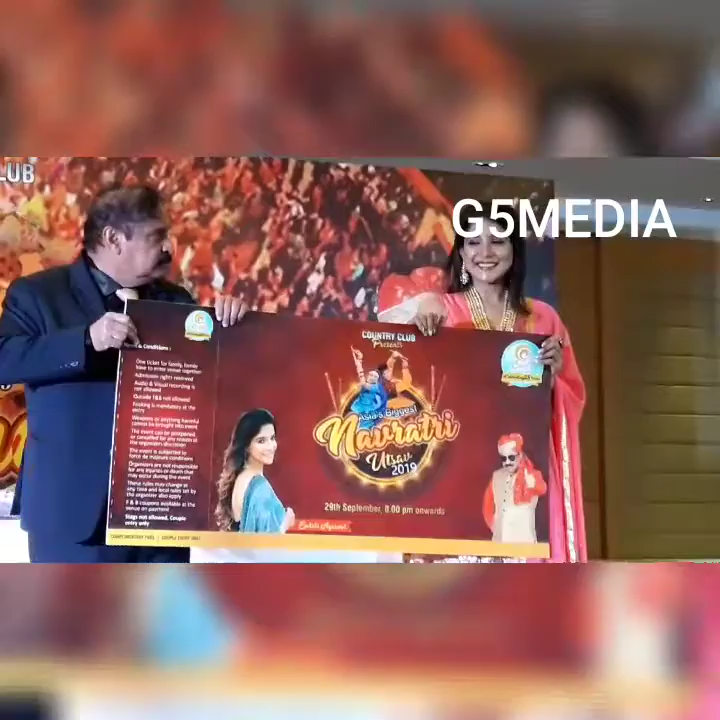 LUB
G5MEDIA
COUNTRY CLUB
Presents
Asia's Biggest
Navratri
Utsav
2019
29th September, 8.00 pm onwards
& Conditions :
One ticket for family, family
have to enter venue together
Admission rights reserved
Audio & Visual recording is
not allowed
Outside F&B not allowed
Frisking is mandatory at the
entry
Weapons or anything harmful
cannot be brought into event
The event can be postponed
or cancelled for any reason at
the organizers discretion
The event is subjected to
force de majeure conditions
Organisers are not responsible
for any injuries or death that
may occur during the event
These rules may change at
any time and local rules set by
the organizer also apply
F & B coupons available at the
venue on payment
Stags not allowed, Couple
entry only